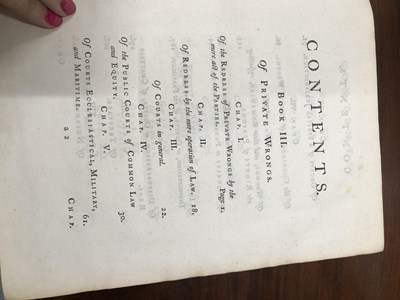 CONTENTS.
BOOK III.
Of PRIVATE WRONGS.
CHAP. I.
Of the REDRESS of PRIVATE WRONGS by the
mere act of the PARTIES. Page 1.
CHAP. II.
Of REDRESS by the mere operation of LAW. 18.
CHAP. III.
Of COURTS in general. 22.
CHAP. IV.
Of the PUBLIC COURTS of COMMON LAW
and EQUITY. 30.
CHAP. V.
Of COURTS ECCLESIASTICAL, MILITARY,
and MARITIME. 61.
a 2 CHAP.